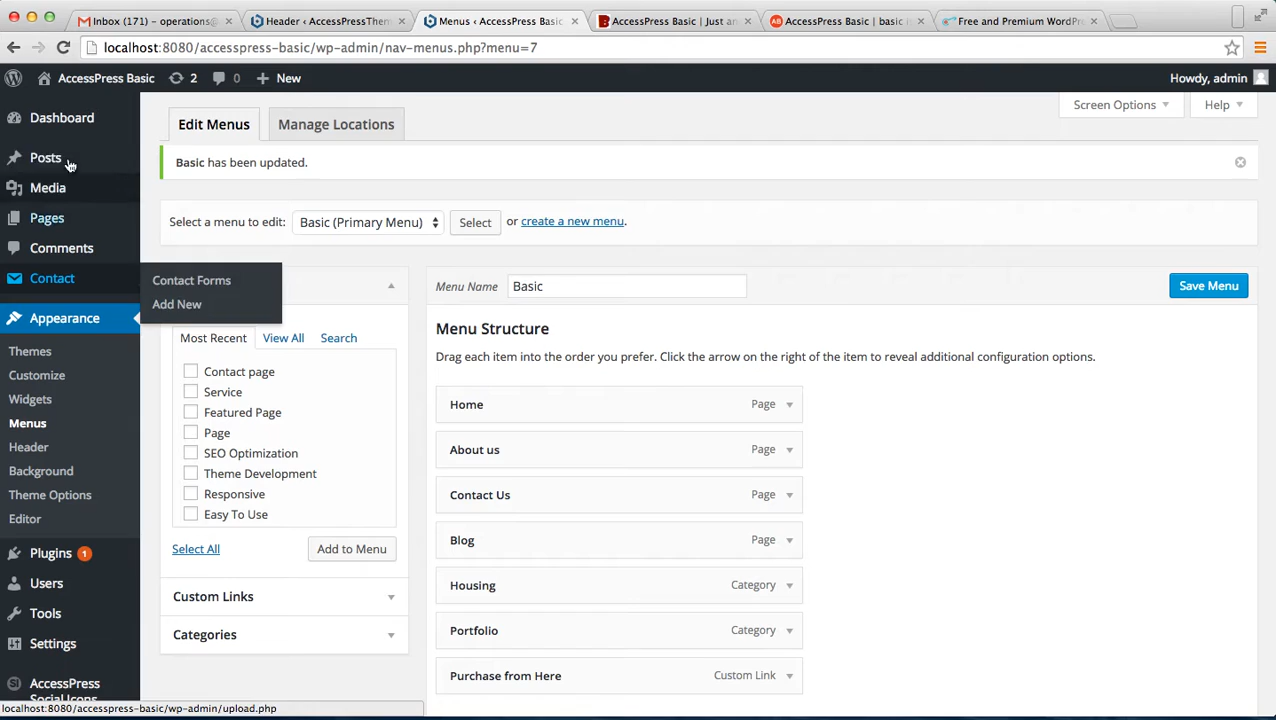 Inbox (171) – operations@
Header < AccessPressThem
Menus < AccessPress Basic
AccessPress Basic | Just an
AccessPress Basic | basic is
Free and Premium WordPre
localhost:8080/accesspress-basic/wp-admin/nav-menus.php?menu=7
AccessPress Basic 2 0 + New Howdy, admin
Dashboard
Posts
Media
Pages
Comments
Contact
Contact Forms
Add New
Appearance
Themes
Customize
Widgets
Menus
Header
Background
Theme Options
Editor
Plugins 1
Users
Tools
Settings
AccessPress
Social Icons
localhost:8080/accesspress-basic/wp-admin/upload.php
Screen Options Help
Edit Menus Manage Locations
Basic has been updated.
Select a menu to edit: Basic (Primary Menu) Select or create a new menu.
Most Recent View All Search
Contact page
Service
Featured Page
Page
SEO Optimization
Theme Development
Responsive
Easy To Use
Select All Add to Menu
Custom Links
Categories
Menu Name Basic Save Menu
Menu Structure
Drag each item into the order you prefer. Click the arrow on the right of the item to reveal additional configuration options.
Home Page
About us Page
Contact Us Page
Blog Page
Housing Category
Portfolio Category
Purchase from Here Custom Link